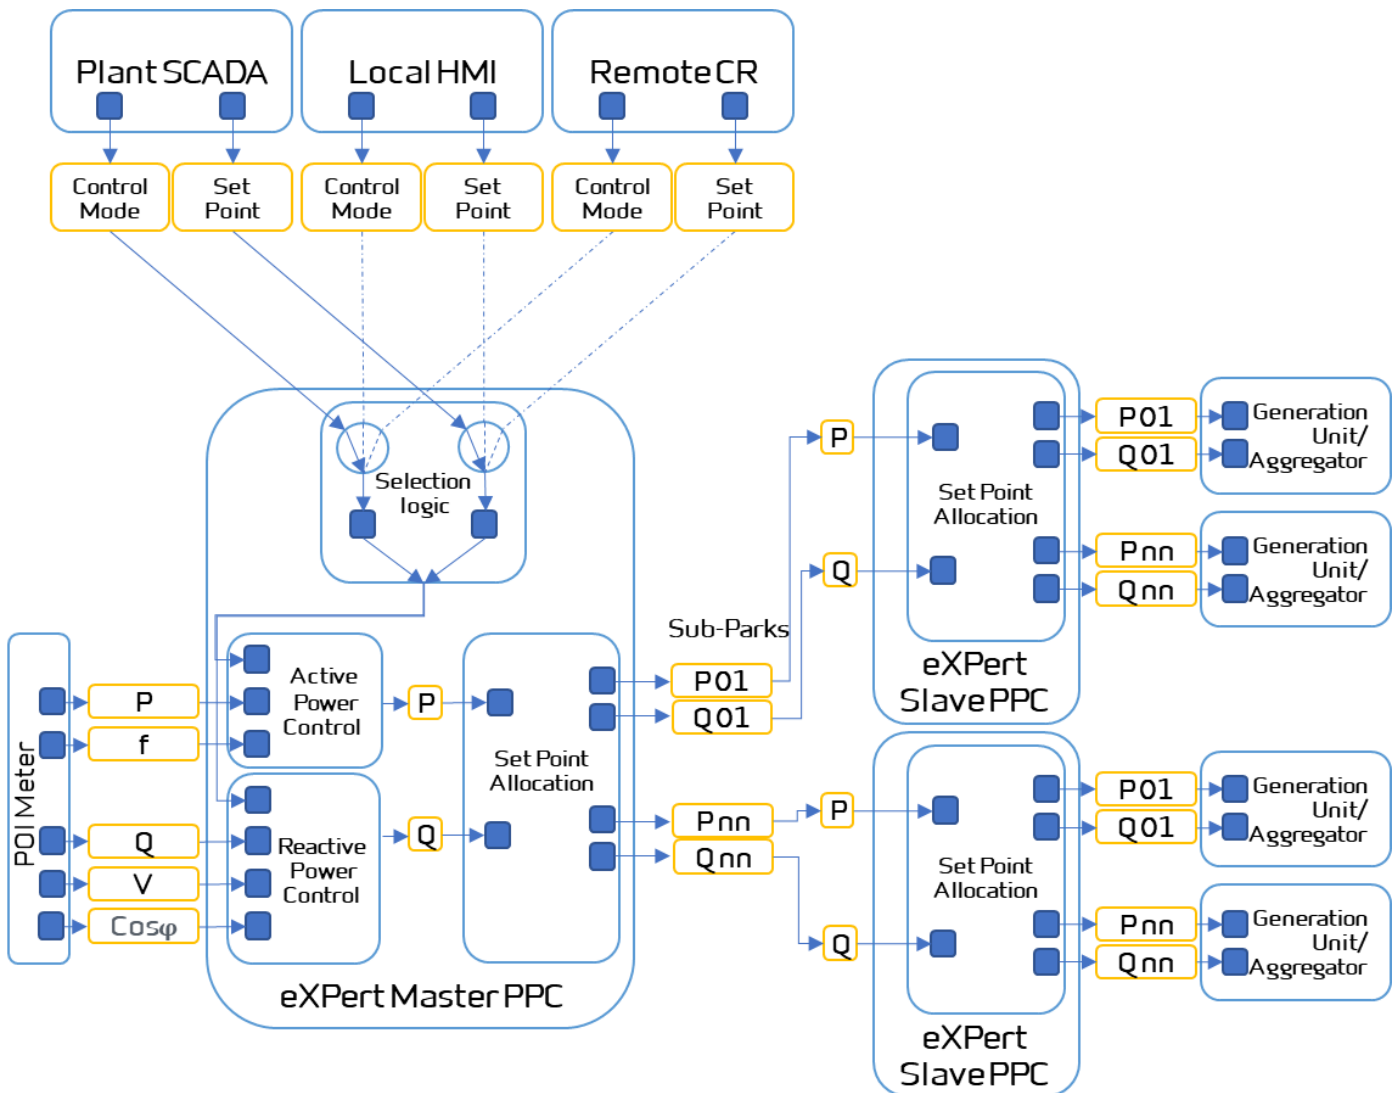 Plant SCADA
Local HMI
Remote CR
Control
Mode
Set
Point
Control
Mode
Set
Point
Control
Mode
Set
Point
Selection
logic
POI Meter
P
f
Q
V
Cosφ
Active
Power
Control
Reactive
Power
Control
P
Q
Set Point
Allocation
eXPert Master PPC
Sub-Parks
P01
Q01
Pnn
Qnn
P
Q
Set Point
Allocation
eXPert
Slave PPC
P01
Q01
Generation
Unit/
Aggregator
Pnn
Qnn
Generation
Unit/
Aggregator
P
Q
Set Point
Allocation
eXPert
Slave PPC
P01
Q01
Generation
Unit/
Aggregator
Pnn
Qnn
Generation
Unit/
Aggregator